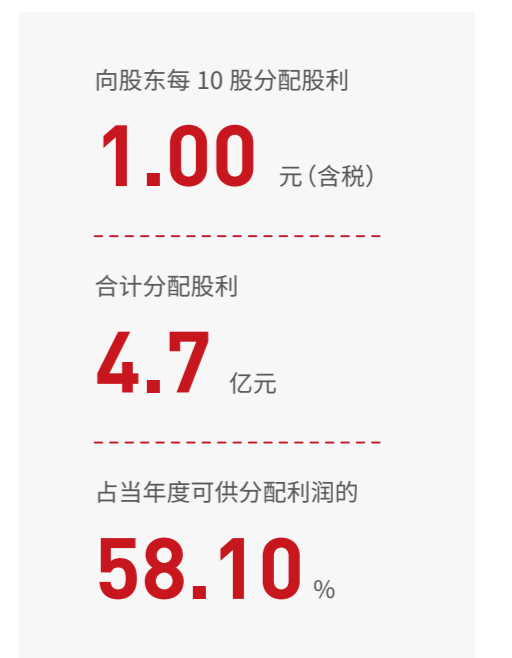 向股东每 10 股分配股利
1.00 元（含税）
合计分配股利
4.7 亿元
占当年度可供分配利润的
58.10 %